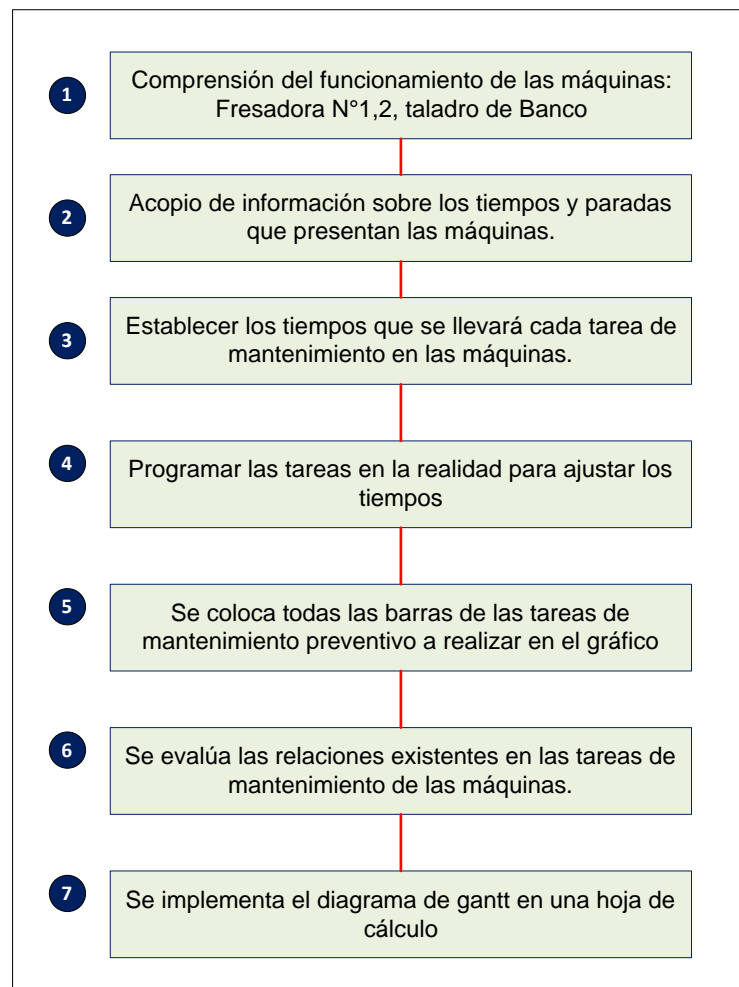 1
Comprensión del funcionamiento de las máquinas:
Fresadora N°1,2, taladro de Banco
2
Acopio de información sobre los tiempos y paradas
que presentan las máquinas.
3
Establecer los tiempos que se llevará cada tarea de
mantenimiento en las máquinas.
4
Programar las tareas en la realidad para ajustar los
tiempos
5
Se coloca todas las barras de las tareas de
mantenimiento preventivo a realizar en el gráfico
6
Se evalúa las relaciones existentes en las tareas de
mantenimiento de las máquinas.
7
Se implementa el diagrama de gantt en una hoja de
cálculo